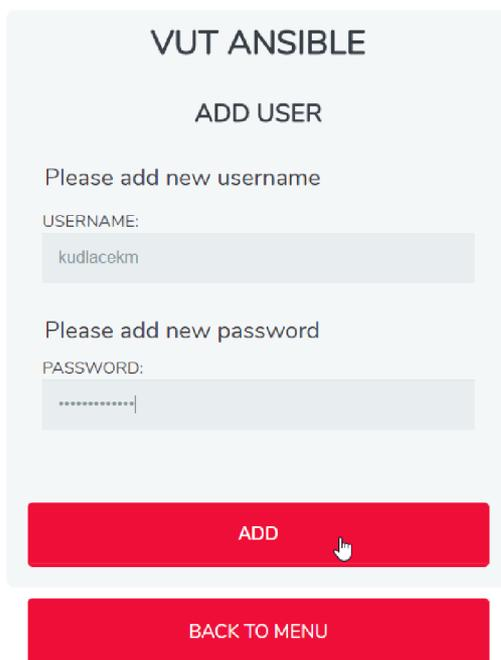 VUT ANSIBLE
ADD USER
Please add new username
USERNAME:
kudlacekm
Please add new password
PASSWORD:
•••••••••••••
ADD
BACK TO MENU